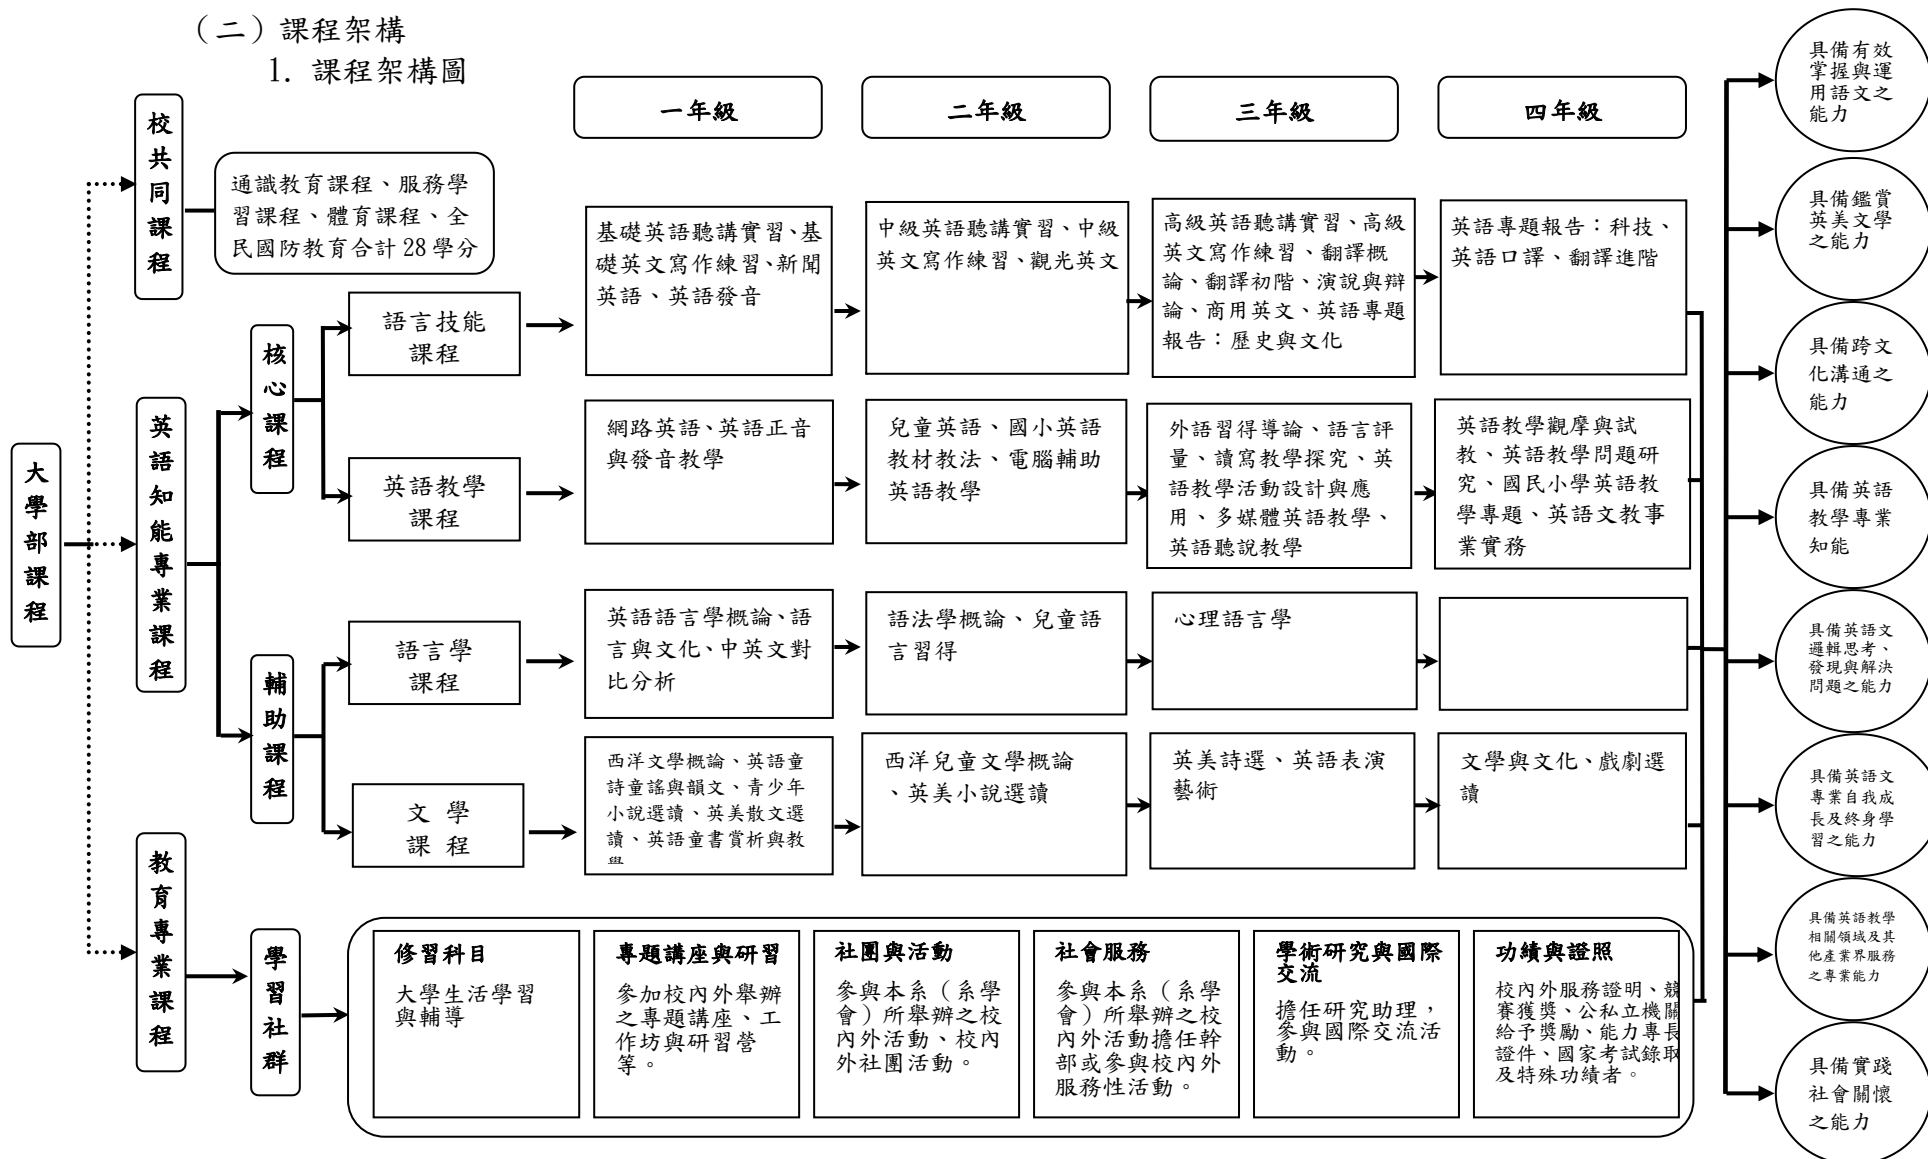 （二）課程架構
1. 課程架構圖
一年級
二年級
三年級
四年級
大學部課程
校共同課程
通識教育課程、服務學
習課程、體育課程、全
民國防教育合計 28 學分
英語知能專業課程
核心課程
語言技能
課程
基礎英語聽講實習、基
礎英文寫作練習、新聞
英語、英語發音
中級英語聽講實習、中級
英文寫作練習、觀光英文
高級英語聽講實習、高級
英文寫作練習、翻譯概
論、翻譯初階、演說與辯
論、商用英文、英語專題
報告：歷史與文化
英語專題報告：科技、
英語口譯、翻譯進階
英語教學
課程
網路英語、英語正音
與發音教學
兒童英語、國小英語
教材教法、電腦輔助
英語教學
外語習得導論、語言評
量、讀寫教學探究、英
語教學活動設計與應
用、多媒體英語教學、
英語聽說教學
英語教學觀摩與試
教、英語教學問題研
究、國民小學英語教
學專題、英語文教事
業實務
輔助課程
語言學
課程
英語語言學概論、語
言與文化、中英文對
比分析
語法學概論、兒童語
言習得
心理語言學
文 學
課 程
西洋文學概論、英語童
詩童謠與韻文、青少年
小說選讀、英美散文選
讀、英語童書賞析與教
學
西洋兒童文學概論
、英美小說選讀
英美詩選、英語表演
藝術
文學與文化、戲劇選
讀
教育專業課程
學習社群
修習科目
大學生活學習
與輔導
專題講座與研習
參加校內外舉辦
之專題講座、工
作坊與研習營
等。
社團與活動
參與本系（系學
會）所舉辦之校
內外活動、校內
外社團活動。
社會服務
參與本系（系學
會）所舉辦之校
內外活動擔任幹
部或參與校內外
服務性活動。
學術研究與國際
交流
擔任研究助理，
參與國際交流活
動。
功績與證照
校內外服務證明、競
賽獲獎、公私立機關
給予獎勵、能力專長
證件、國家考試錄取
及特殊功績者。
具備有效
掌握與運
用語文之
能力
具備鑑賞
英美文學
之能力
具備跨文
化溝通之
能力
具備英語
教學專業
知能
具備英語文
邏輯思考、
發現與解決
問題之能力
具備英語文
專業自我成
長及終身學
習之能力
具備英語教學
相關領域及其
他產業界服務
之專業能力
具備實踐
社會關懷
之能力